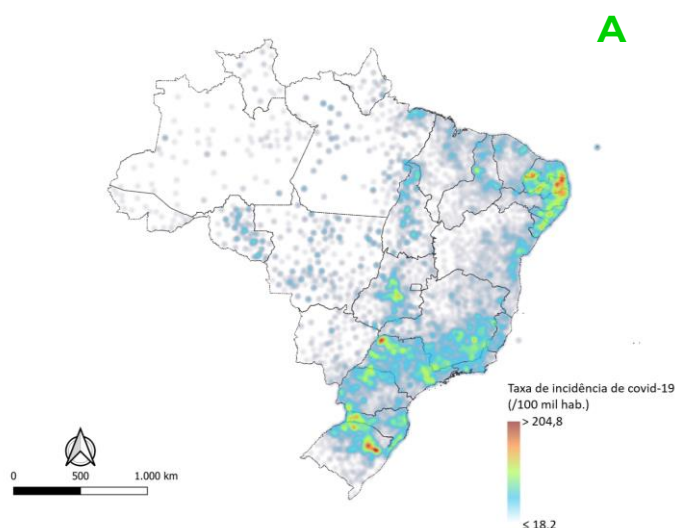 A
Taxa de incidência de covid-19
(/100 mil hab.)
> 204,8
≤ 18,2
0 500 1.000 km